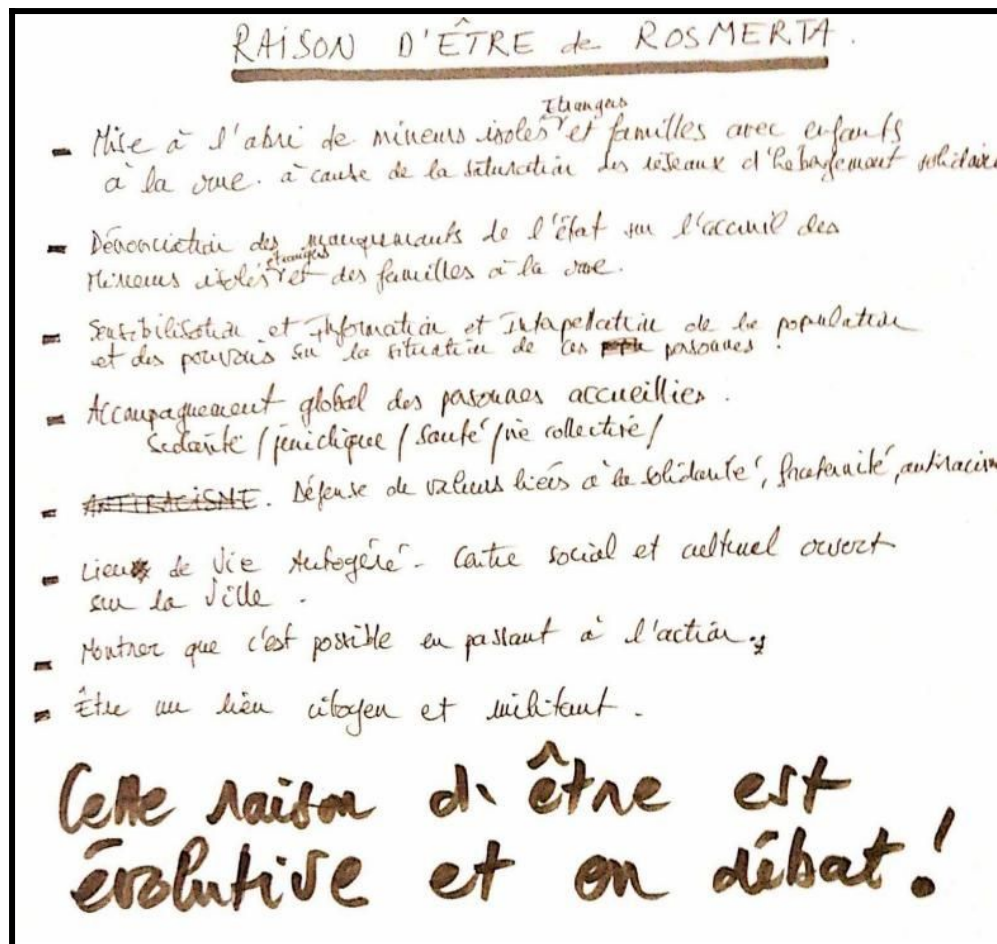 RAISON D'ÊTRE de ROSMERTA.
Etrangers
- Mise à l'abri de mineurs isolés et familles avec enfants
à la rue. à cause de la saturation des réseaux d'hébergement solidaires
- Dénonciation des manquements de l'état sur l'accueil des
étrangers
Mineurs isolés et des familles à la rue.
- Sensibilisation et Information et Interpellation de la population
et des pouvoirs sur la situation de ces personnes.
- Accompagnement global des personnes accueillies.
Scolarité / juridique / santé / vie collective /
- ANTIRACISME. Défense de valeurs liées à la solidarité, fraternité, antiracisme
- Lieu de Vie Autogéré - Centre social et culturel ouvert
sur la Ville.
- Montrer que c'est possible en passant à l'action.
- Être un lieu citoyen et militant.
Cette raison d'être est
évolutive et en débat !